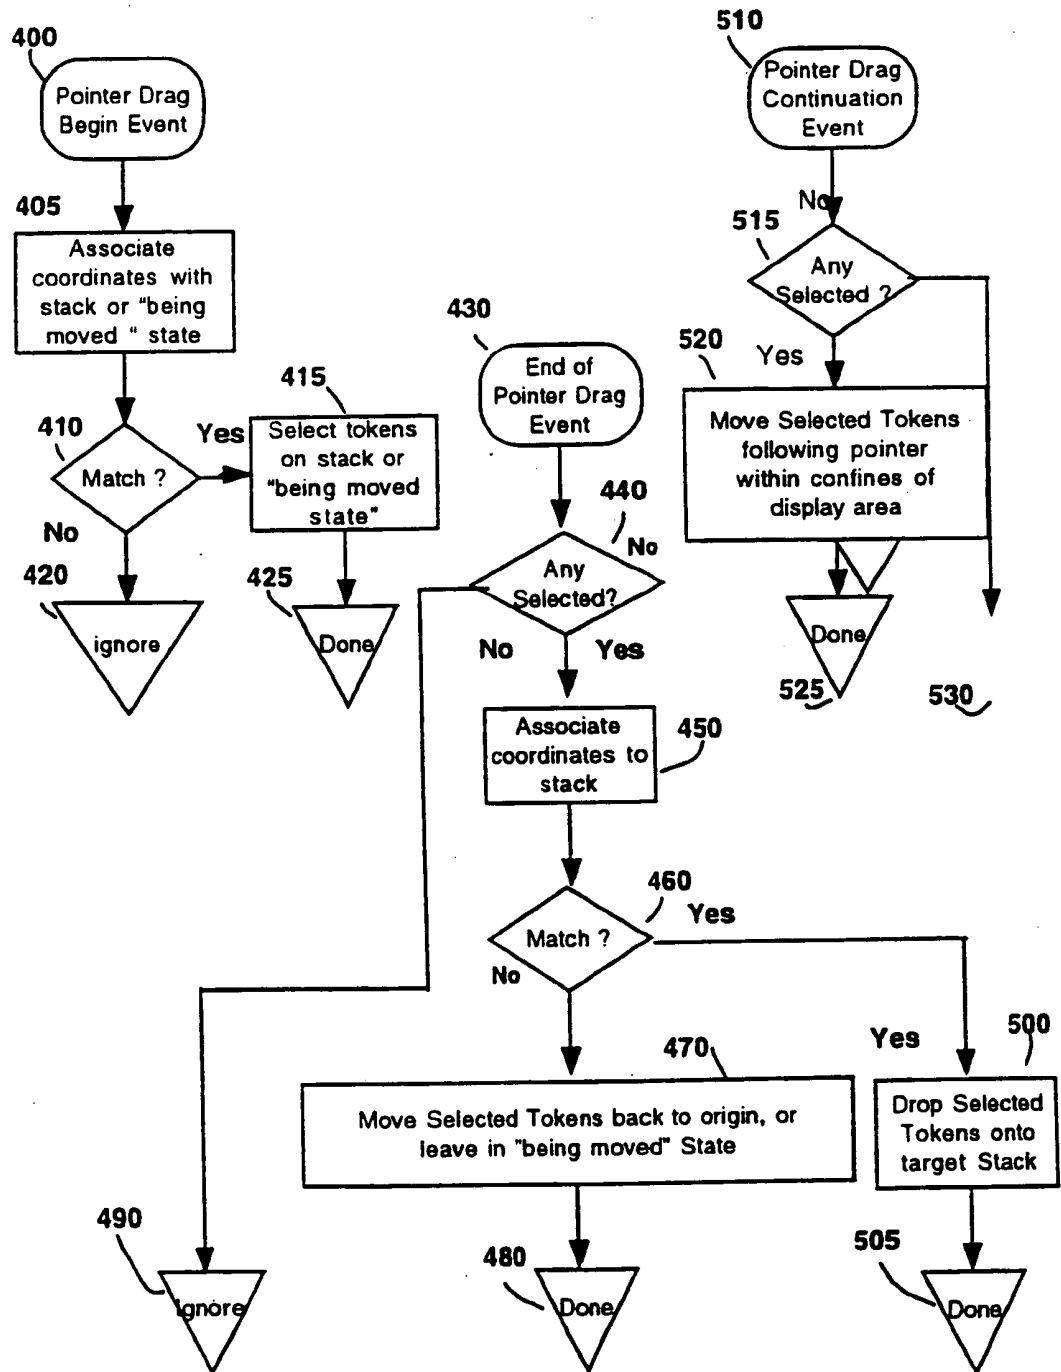 400
Pointer Drag
Begin Event
405
Associate
coordinates with
stack or "being
moved " state
410
Match ?
Yes
No
415
Select tokens
on stack or
"being moved
state"
420
ignore
425
Done
430
End of
Pointer Drag
Event
440
No
Any
Selected?
No
Yes
Associate
coordinates to
stack
450
460
Match ?
Yes
No
470
Move Selected Tokens back to origin, or
leave in "being moved" State
480
Done
490
Ignore
Yes
500
Drop Selected
Tokens onto
target Stack
505
Done
510
Pointer Drag
Continuation
Event
No
515
Any
Selected ?
Yes
520
Move Selected Tokens
following pointer
within confines of
display area
Done
525
530